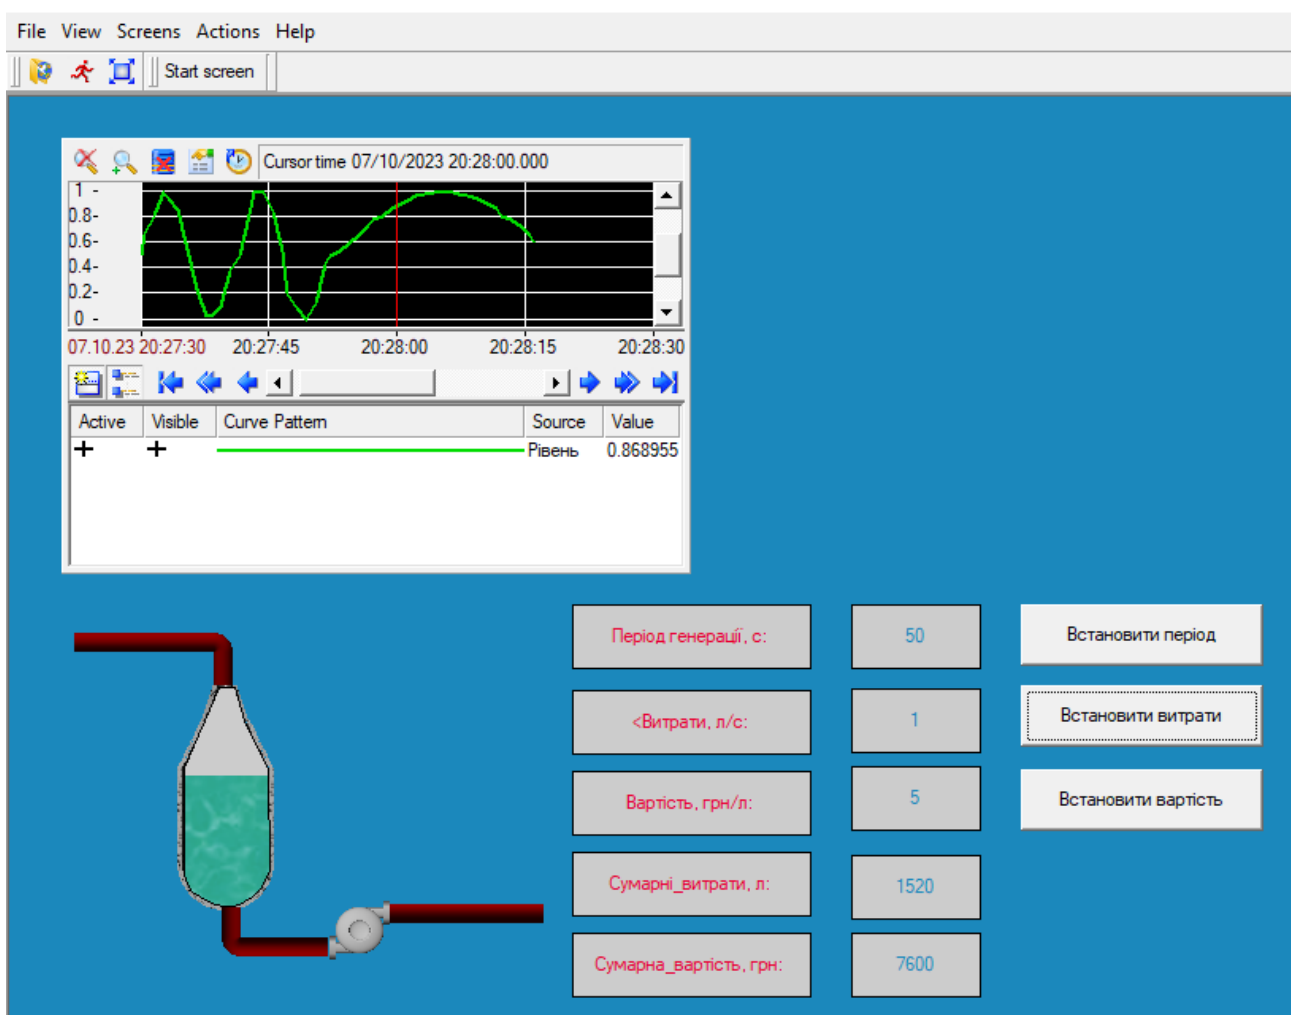 File View Screens Actions Help
Start screen
Cursor time 07/10/2023 20:28:00.000
1 -
0.8-
0.6-
0.4-
0.2-
0 -
07.10.23 20:27:30 20:27:45 20:28:00 20:28:15 20:28:30
Active Visible Curve Pattern Source Value
Рівень 0.868955
Період генерації, с: 50 Встановити період
<Витрати, л/с: 1 Встановити витрати
Вартість, грн/л: 5 Встановити вартість
Сумарні_витрати, л: 1520
Сумарна_вартість, грн: 7600